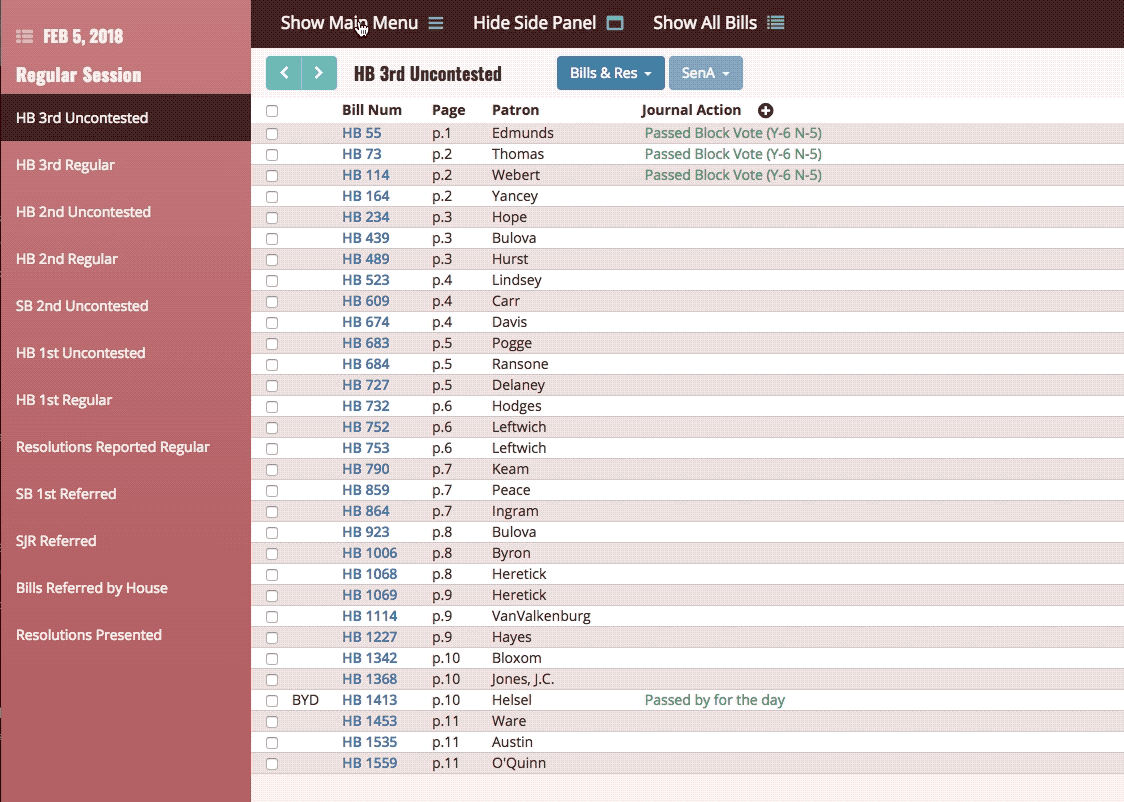 Show Main Menu Hide Side Panel Show All Bills
FEB 5, 2018
Regular Session
HB 3rd Uncontested
HB 3rd Regular
HB 2nd Uncontested
HB 2nd Regular
SB 2nd Uncontested
HB 1st Uncontested
HB 1st Regular
Resolutions Reported Regular
SB 1st Referred
SJR Referred
Bills Referred by House
Resolutions Presented
HB 3rd Uncontested Bills & Res SenA
Bill Num Page Patron Journal Action
HB 55 p.1 Edmunds Passed Block Vote (Y-6 N-5)
HB 73 p.2 Thomas Passed Block Vote (Y-6 N-5)
HB 114 p.2 Webert Passed Block Vote (Y-6 N-5)
HB 164 p.2 Yancey
HB 234 p.3 Hope
HB 439 p.3 Bulova
HB 489 p.3 Hurst
HB 523 p.4 Lindsey
HB 609 p.4 Carr
HB 674 p.4 Davis
HB 683 p.5 Pogge
HB 684 p.5 Ransone
HB 727 p.5 Delaney
HB 732 p.6 Hodges
HB 752 p.6 Leftwich
HB 753 p.6 Leftwich
HB 790 p.7 Keam
HB 859 p.7 Peace
HB 864 p.7 Ingram
HB 923 p.8 Bulova
HB 1006 p.8 Byron
HB 1068 p.8 Heretick
HB 1069 p.9 Heretick
HB 1114 p.9 VanValkenburg
HB 1227 p.9 Hayes
HB 1342 p.10 Bloxom
HB 1368 p.10 Jones, J.C.
BYD HB 1413 p.10 Helsel Passed by for the day
HB 1453 p.11 Ware
HB 1535 p.11 Austin
HB 1559 p.11 O'Quinn